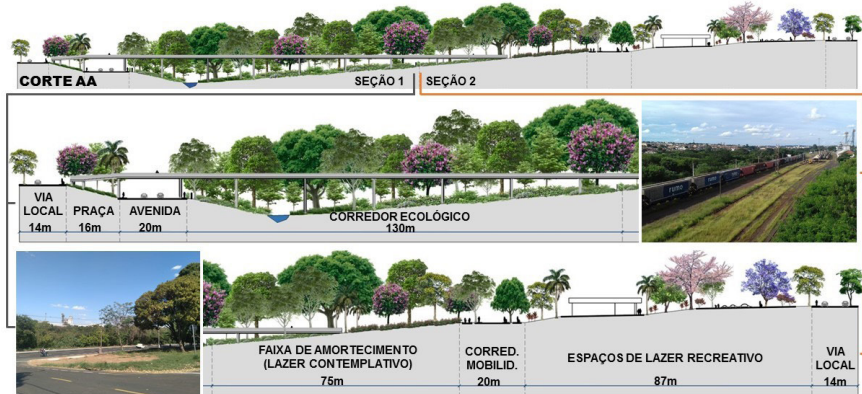 CORTE AA
SEÇÃO 1
SEÇÃO 2
VIA
LOCAL
14m
PRAÇA
16m
AVENIDA
20m
CORREDOR ECOLÓGICO
130m
rumo
FAIXA DE AMORTECIMENTO
(LAZER CONTEMPLATIVO)
75m
CORRED.
MOBILID.
20m
ESPAÇOS DE LAZER RECREATIVO
87m
VIA
LOCAL
14m